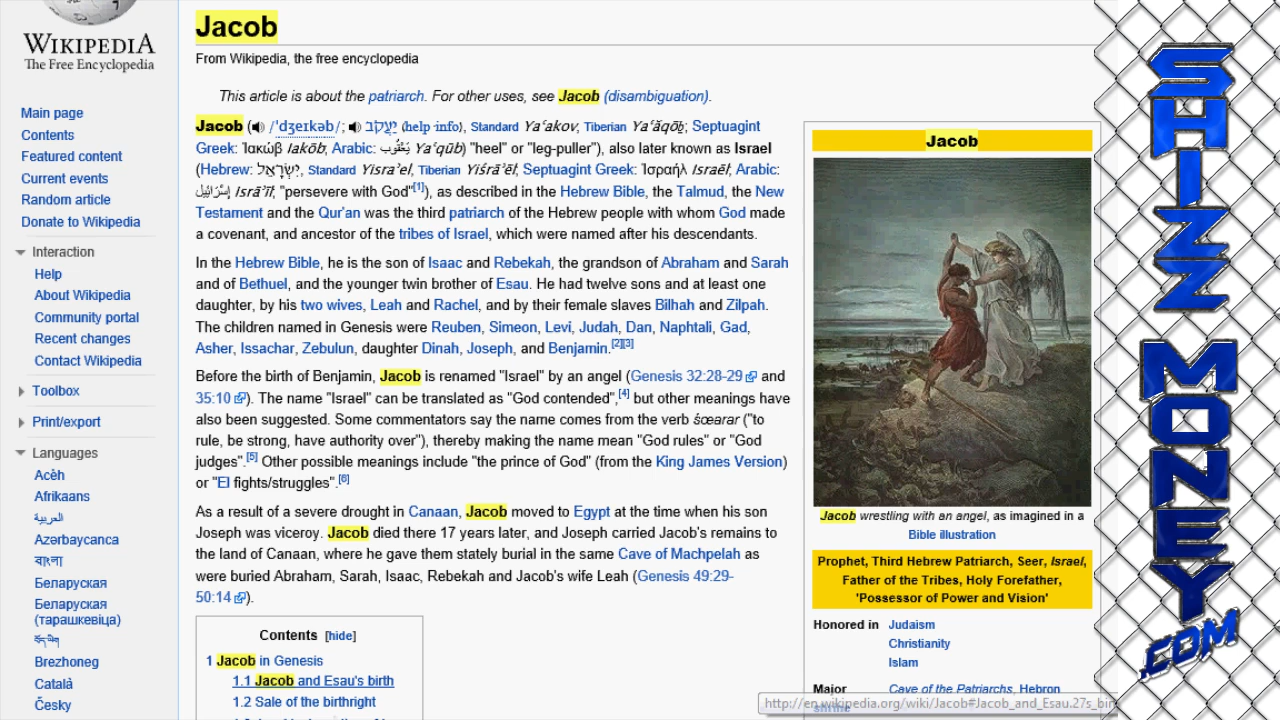 WIKIPEDIA
The Free Encyclopedia
Main page
Contents
Featured content
Current events
Random article
Donate to Wikipedia
Interaction
Help
About Wikipedia
Community portal
Recent changes
Contact Wikipedia
Toolbox
Print/export
Languages
Acèh
Afrikaans
العربية
Azərbaycanca
বাংলা
Беларуская
Беларуская
(тарашкевіца)
Brezhoneg
Català
Česky
Jacob
From Wikipedia, the free encyclopedia
This article is about the patriarch. For other uses, see Jacob (disambiguation).
Jacob (/ˈdʒeɪkəb/; יַעֲקֹב (help·info), Standard Yaʿakov, Tiberian Yaʿăqōḇ; Septuagint
Greek: Ἰακώβ Iakōb, Arabic: يَعْقُوب Yaʿqūb) "heel" or "leg-puller"), also later known as Israel
(Hebrew: יִשְׂרָאֵל, Standard Yisraʾel, Tiberian Yiśrāʾēl; Septuagint Greek: Ἰσραήλ Israēl; Arabic:
إِسْرَائِيل Isrāʾīl; "persevere with God"[1]), as described in the Hebrew Bible, the Talmud, the New
Testament and the Qur'an was the third patriarch of the Hebrew people with whom God made
a covenant, and ancestor of the tribes of Israel, which were named after his descendants.
In the Hebrew Bible, he is the son of Isaac and Rebekah, the grandson of Abraham and Sarah
and of Bethuel, and the younger twin brother of Esau. He had twelve sons and at least one
daughter, by his two wives, Leah and Rachel, and by their female slaves Bilhah and Zilpah.
The children named in Genesis were Reuben, Simeon, Levi, Judah, Dan, Naphtali, Gad,
Asher, Issachar, Zebulun, daughter Dinah, Joseph, and Benjamin.[2][3]
Before the birth of Benjamin, Jacob is renamed "Israel" by an angel (Genesis 32:28-29 and
35:10). The name "Israel" can be translated as "God contended",[4] but other meanings have
also been suggested. Some commentators say the name comes from the verb śœarar ("to
rule, be strong, have authority over"), thereby making the name mean "God rules" or "God
judges".[5] Other possible meanings include "the prince of God" (from the King James Version)
or "El fights/struggles".[6]
As a result of a severe drought in Canaan, Jacob moved to Egypt at the time when his son
Joseph was viceroy. Jacob died there 17 years later, and Joseph carried Jacob's remains to
the land of Canaan, where he gave them stately burial in the same Cave of Machpelah as
were buried Abraham, Sarah, Isaac, Rebekah and Jacob's wife Leah (Genesis 49:29-
50:14).
Contents [hide]
1 Jacob in Genesis
1.1 Jacob and Esau's birth
1.2 Sale of the birthright
Jacob
Jacob wrestling with an angel, as imagined in a
Bible illustration
Prophet, Third Hebrew Patriarch, Seer, Israel,
Father of the Tribes, Holy Forefather,
'Possessor of Power and Vision'
Honored in Judaism
Christianity
Islam
Major Cave of the Patriarchs, Hebron
shrine
http://en.wikipedia.org/wiki/Jacob#Jacob_and_Esau.27s_bir
SHIZZ
MONEY
.COM